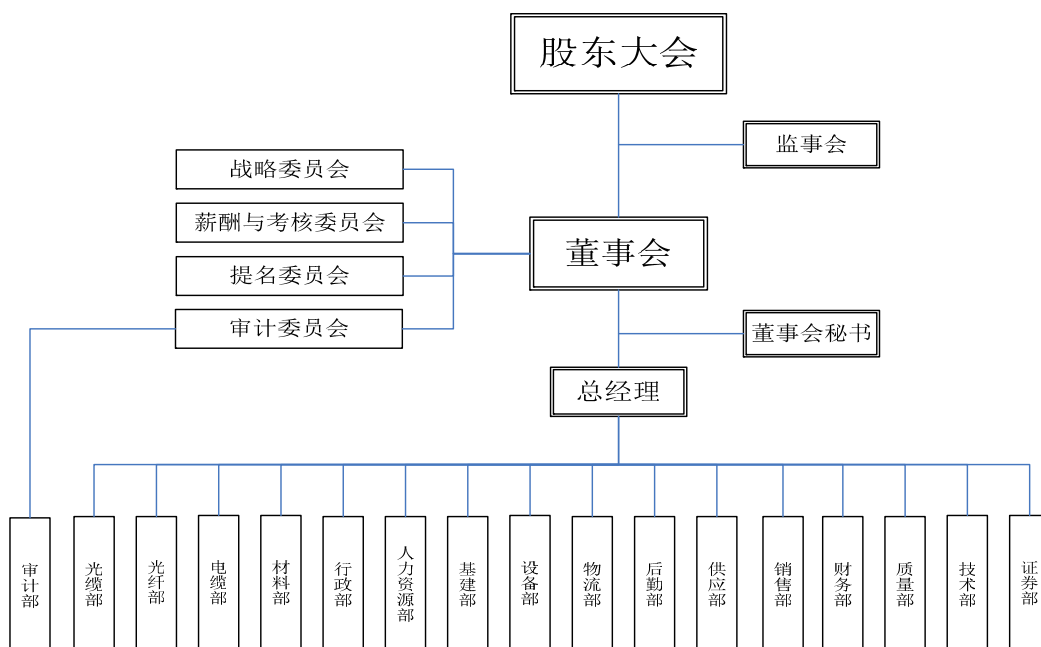 股东大会
监事会
战略委员会
薪酬与考核委员会
董事会
提名委员会
审计委员会
董事会秘书
总经理
审计部
光缆部
光纤部
电缆部
材料部
行政部
人力资源部
基建部
设备部
物流部
后勤部
供应部
销售部
财务部
质量部
技术部
证券部